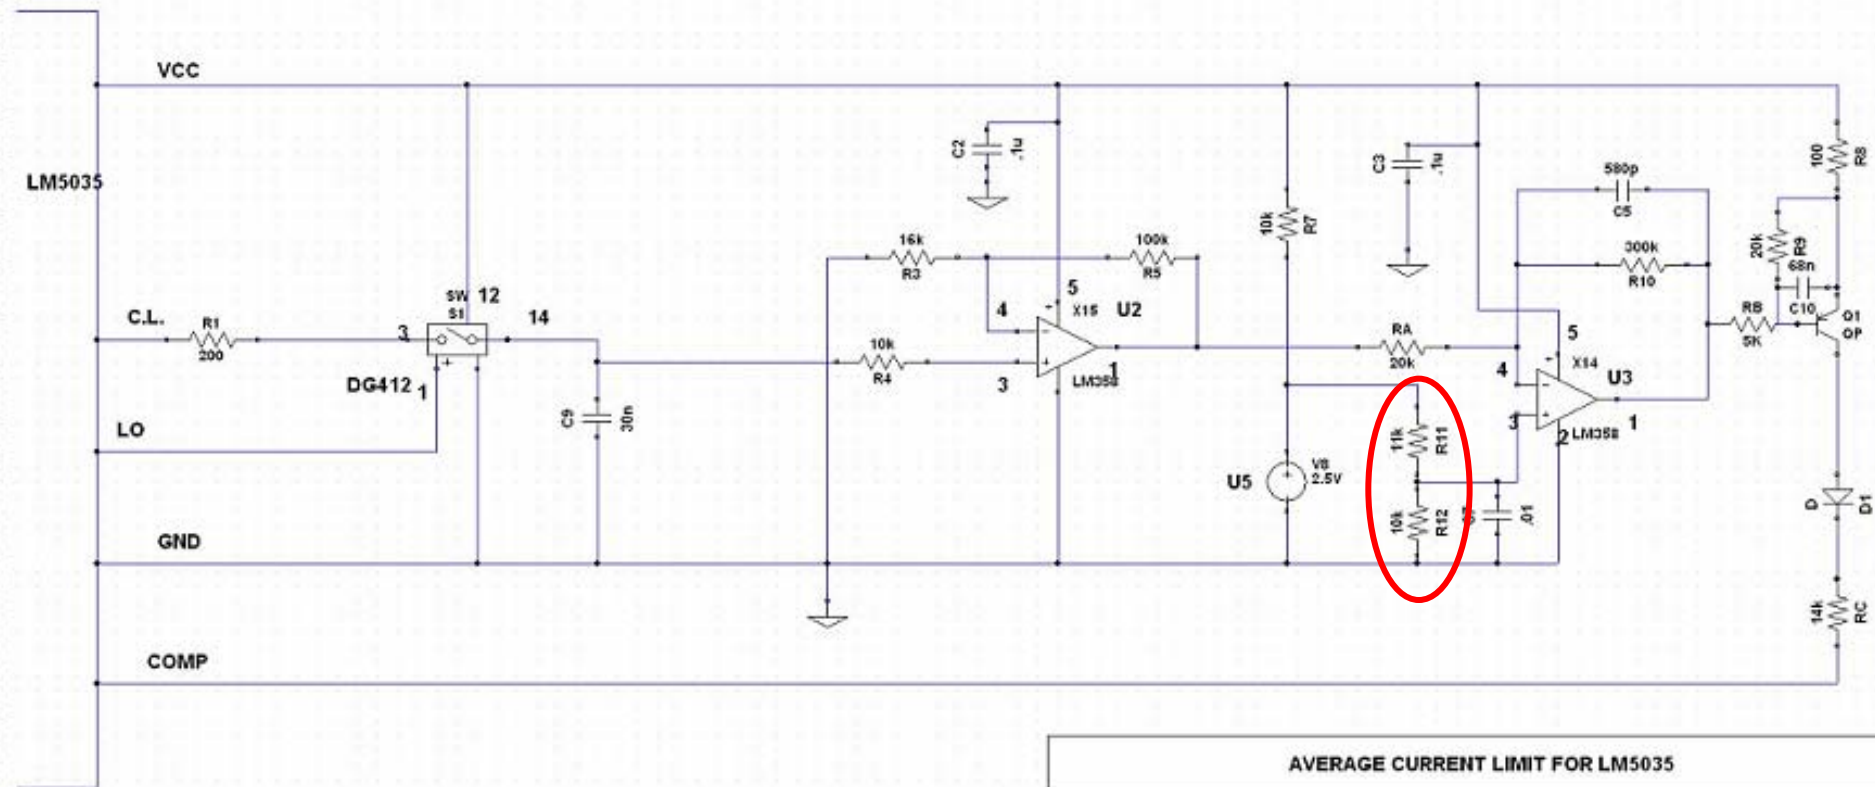 VCC
LM5035
C2
.1u
C3
.1u
580p
C5
100
R8
16k
R3
100k
R5
10k
R7
300k
R10
20k
R9
68n
C10
SW
12
S1
C.L.
R1
200
3
14
DG412
1
5
4
X15
U2
10k
R4
3
1
RA
20k
5
X14
4
U3
3
2
LM358
1
RB
5K
Q1
QP
LO
C9
30n
11k
R11
U5
V8
2.5V
10k
R12
.01
D
D1
GND
COMP
14k
RC
AVERAGE CURRENT LIMIT FOR LM5035